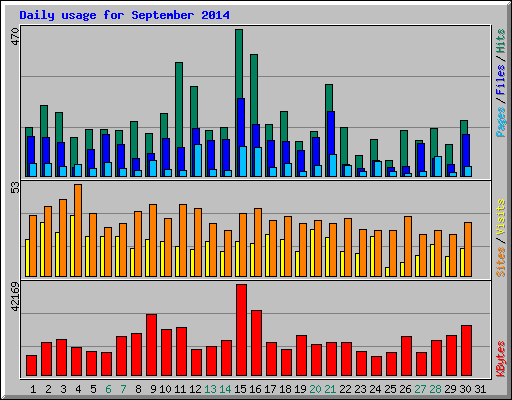 Daily usage for September 2014
470
Pages / Files / Hits
53
Sites / Visits
42169
KBytes
1 2 3 4 5 6 7 8 9 10 11 12 13 14 15 16 17 18 19 20 21 22 23 24 25 26 27 28 29 30 31